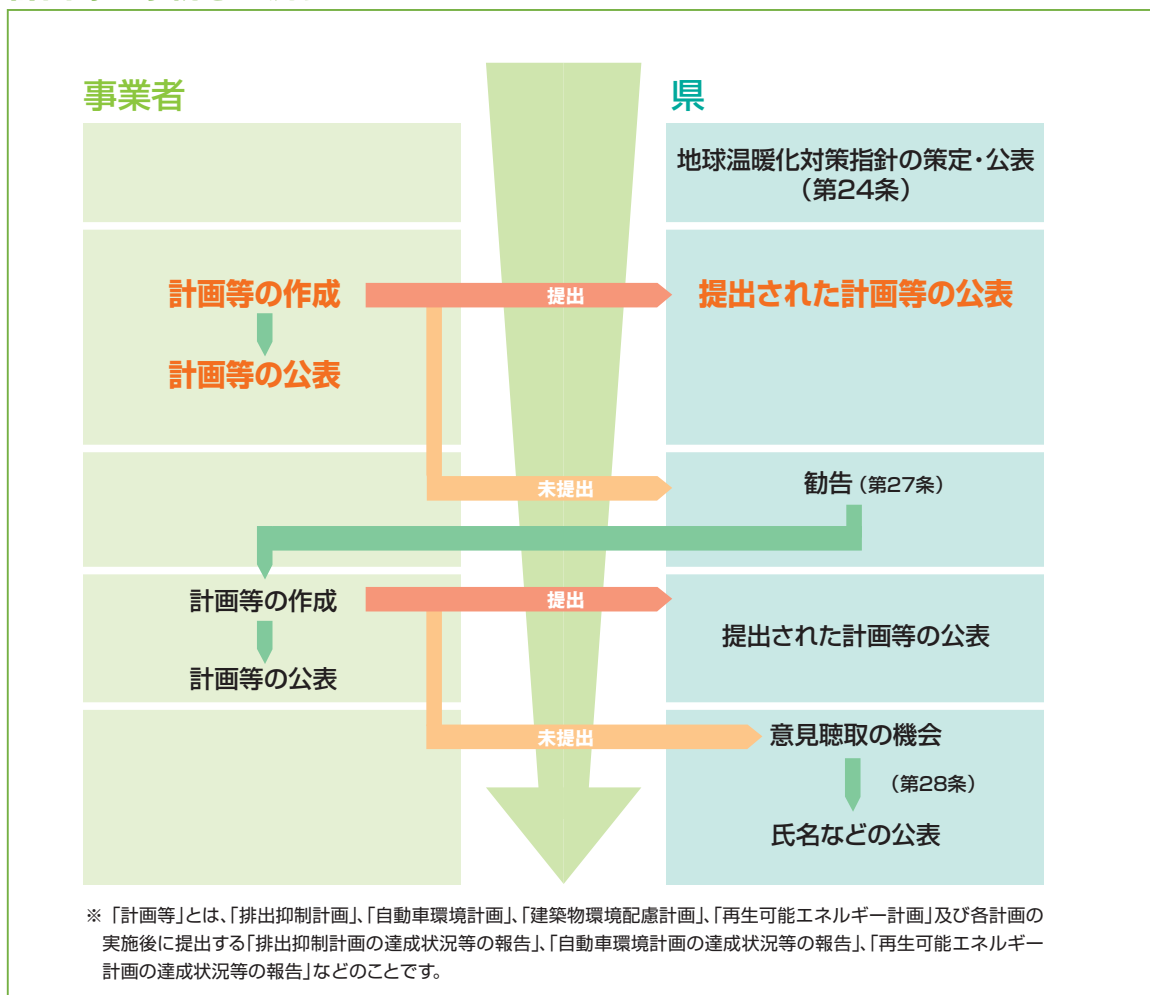 事業者
県
地球温暖化対策指針の策定・公表
（第24条）
計画等の作成
提出
提出された計画等の公表
計画等の公表
未提出
勧告（第27条）
計画等の作成
提出
提出された計画等の公表
計画等の公表
未提出
意見聴取の機会
（第28条）
氏名などの公表
※「計画等」とは、「排出抑制計画」、「自動車環境計画」、「建築物環境配慮計画」、「再生可能エネルギー計画」及び各計画の
実施後に提出する「排出抑制計画の達成状況等の報告」、「自動車環境計画の達成状況等の報告」、「再生可能エネルギー
計画の達成状況等の報告」などのことです。